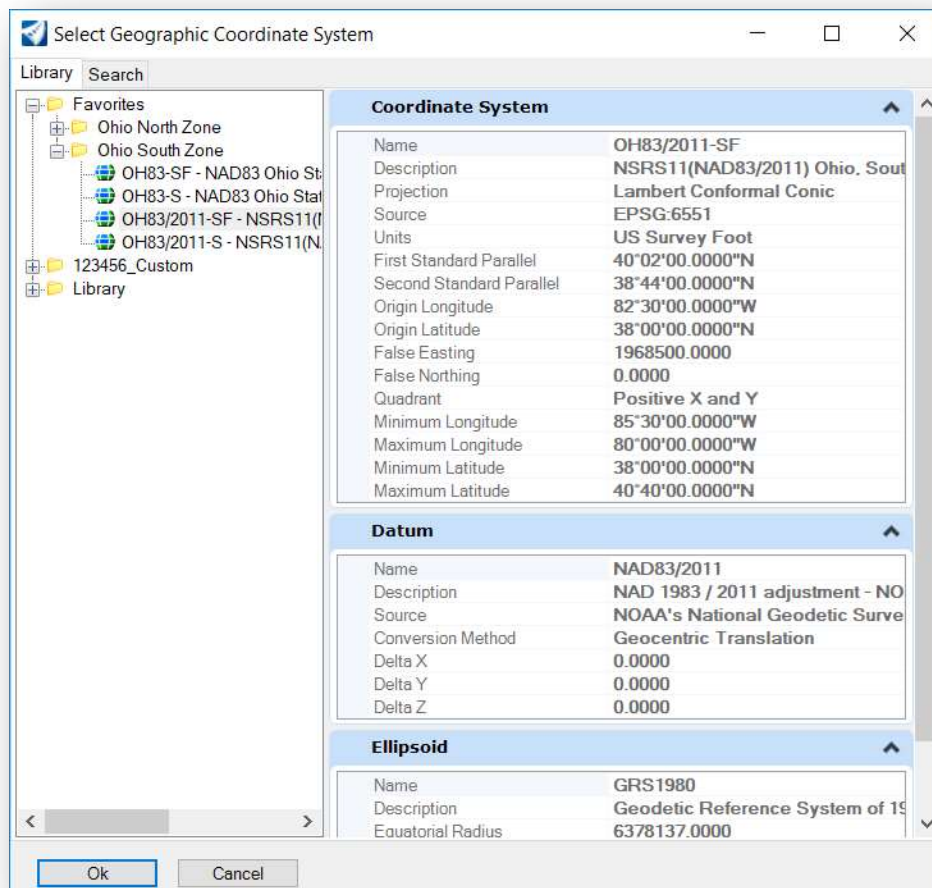 Select Geographic Coordinate System
Library Search
Favorites
Ohio North Zone
Ohio South Zone
OH83-SF - NAD83 Ohio St
OH83-S - NAD83 Ohio Stat
OH83/2011-SF - NSRS11(
OH83/2011-S - NSRS11(N
123456_Custom
Library
Coordinate System
Name OH83/2011-SF
Description NSRS11(NAD83/2011) Ohio, Sout
Projection Lambert Conformal Conic
Source EPSG:6551
Units US Survey Foot
First Standard Parallel 40°02'00.0000"N
Second Standard Parallel 38°44'00.0000"N
Origin Longitude 82°30'00.0000"W
Origin Latitude 38°00'00.0000"N
False Easting 1968500.0000
False Northing 0.0000
Quadrant Positive X and Y
Minimum Longitude 85°30'00.0000"W
Maximum Longitude 80°00'00.0000"W
Minimum Latitude 38°00'00.0000"N
Maximum Latitude 40°40'00.0000"N
Datum
Name NAD83/2011
Description NAD 1983 / 2011 adjustment - NO
Source NOAA's National Geodetic Surve
Conversion Method Geocentric Translation
Delta X 0.0000
Delta Y 0.0000
Delta Z 0.0000
Ellipsoid
Name GRS1980
Description Geodetic Reference System of 19
Equatorial Radius 6378137.0000
Ok Cancel